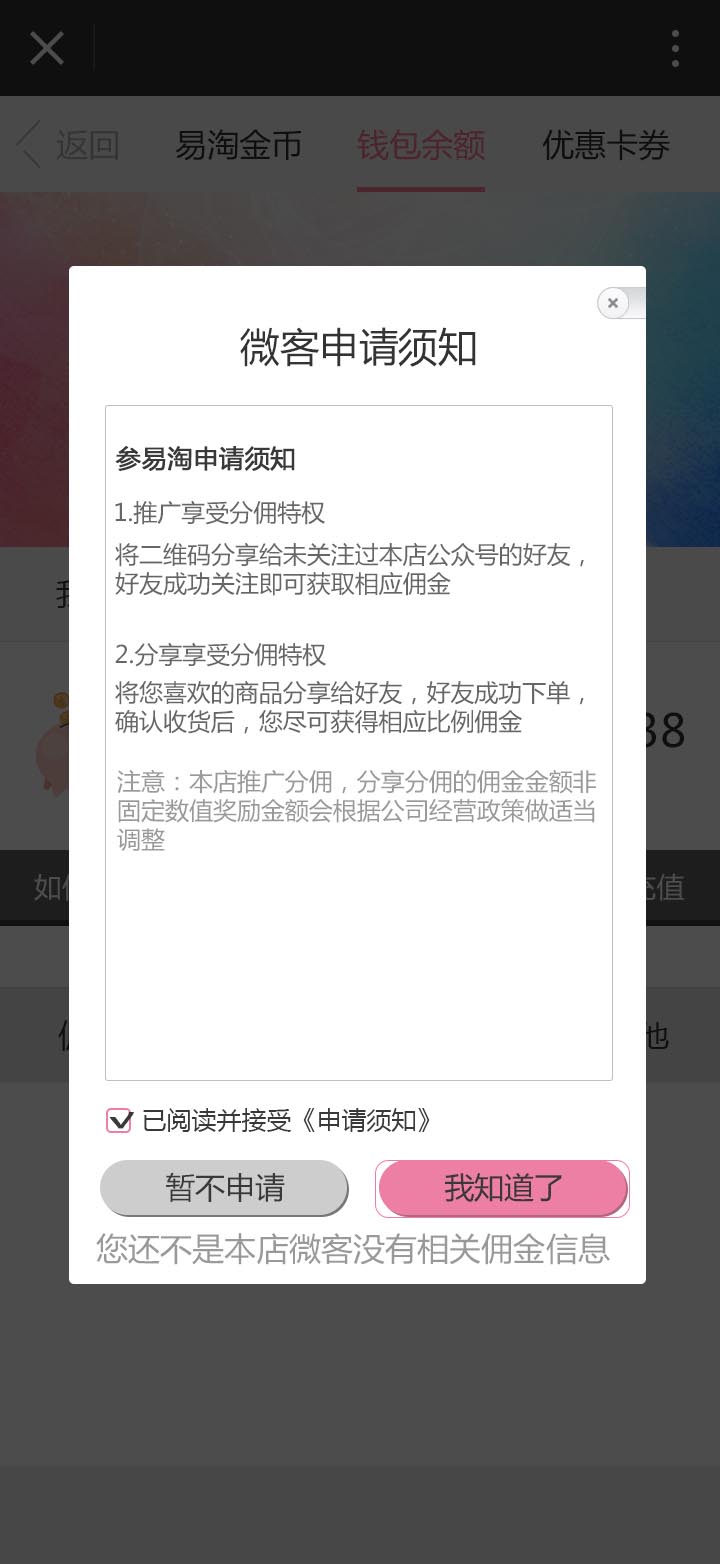 返回 易淘金币 钱包余额 优惠卡券
微客申请须知
参易淘申请须知
1.推广享受分佣特权
将二维码分享给未关注过本店公众号的好友，
好友成功关注即可获取相应佣金
2.分享享受分佣特权
将您喜欢的商品分享给好友，好友成功下单，
确认收货后，您尽可获得相应比例佣金
注意：本店推广分佣，分享分佣的佣金金额非
固定数值奖励金额会根据公司经营政策做适当
调整
38
充值
他
已阅读并接受《申请须知》
暂不申请 我知道了
您还不是本店微客没有相关佣金信息